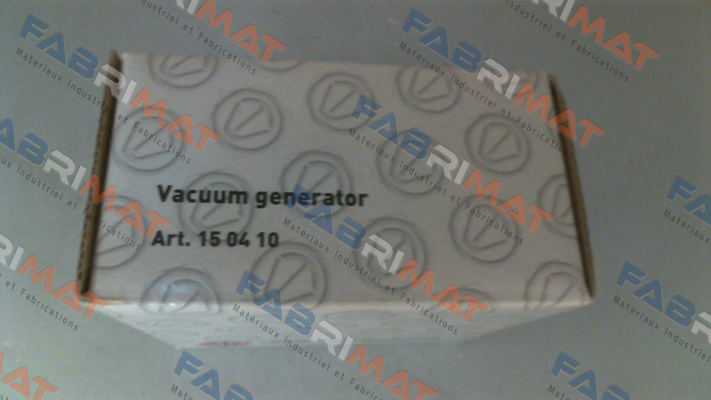 FABRIMAT
Materiaux Industriel et Fabrications
Vacuum generator
Art. 15 04 10